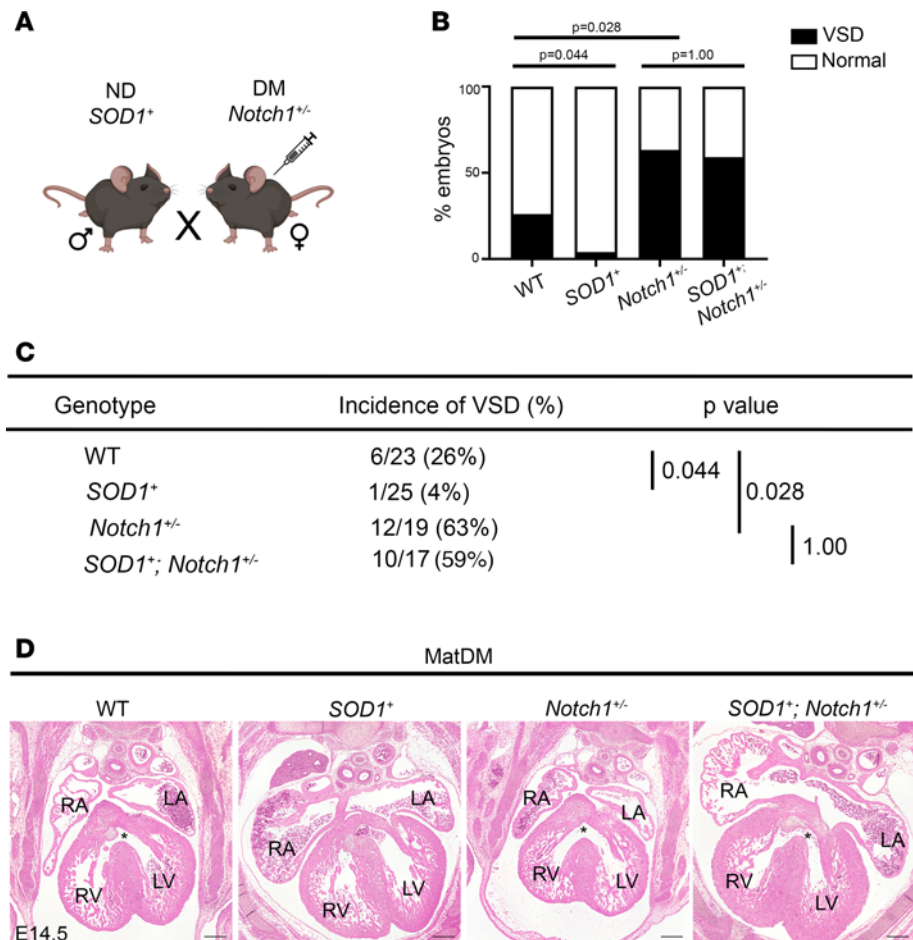 A
ND
SOD1⁺
DM
Notch1⁺/⁻
♂ X ♀
B
p=0.028
p=0.044 p=1.00
VSD
Normal
100
50
0
% embryos
WT
SOD1⁺
Notch1⁺/⁻
SOD1⁺;
Notch1⁺/⁻
C
Genotype Incidence of VSD (%) p value
WT 6/23 (26%)
SOD1⁺ 1/25 (4%)
Notch1⁺/⁻ 12/19 (63%)
SOD1⁺; Notch1⁺/⁻ 10/17 (59%)
0.044
0.028
1.00
D
MatDM
WT SOD1⁺ Notch1⁺/⁻ SOD1⁺; Notch1⁺/⁻
RA LA * RV LV E14.5
RA LA RV LV
RA LA * RV LV
RA LA * RV LV